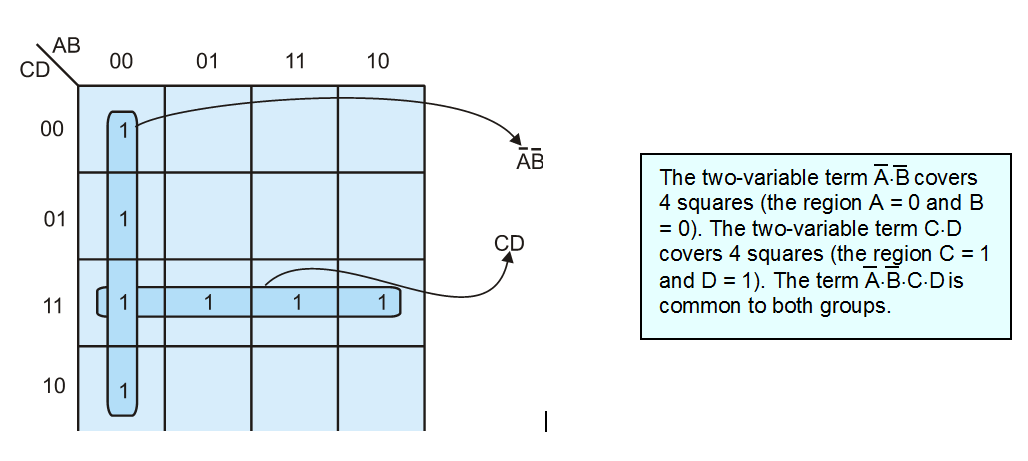 AB
CD
00 01 11 10
00 1
A̅B̅
01 1
CD
11 1 1 1 1
10 1
The two-variable term A̅·B̅ covers
4 squares (the region A = 0 and B
= 0). The two-variable term C·D
covers 4 squares (the region C = 1
and D = 1). The term A̅·B̅·C·D is
common to both groups.